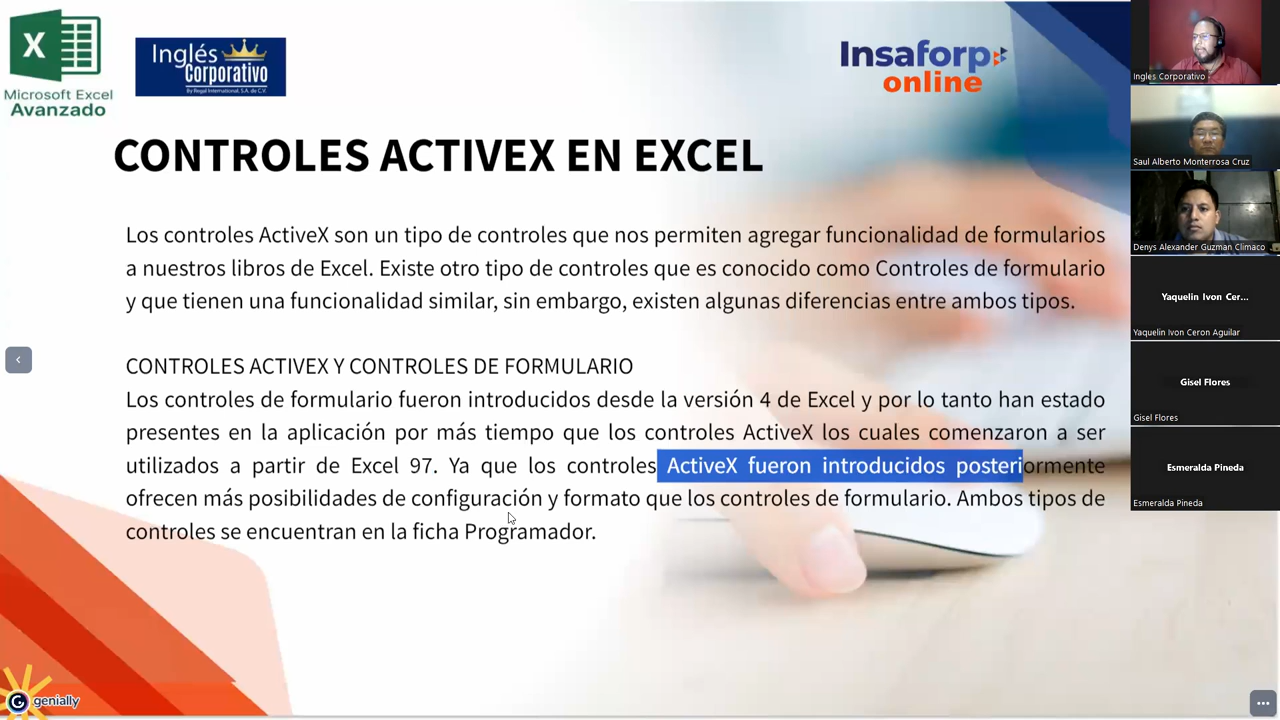 X
Microsoft Excel
Avanzado
Inglés
Corporativo
By Regal International, S.A. de C.V.
Insaforp
online
CONTROLES ACTIVEX EN EXCEL
Los controles ActiveX son un tipo de controles que nos permiten agregar funcionalidad de formularios
a nuestros libros de Excel. Existe otro tipo de controles que es conocido como Controles de formulario
y que tienen una funcionalidad similar, sin embargo, existen algunas diferencias entre ambos tipos.
CONTROLES ACTIVEX Y CONTROLES DE FORMULARIO
Los controles de formulario fueron introducidos desde la versión 4 de Excel y por lo tanto han estado
presentes en la aplicación por más tiempo que los controles ActiveX los cuales comenzaron a ser
utilizados a partir de Excel 97. Ya que los controles ActiveX fueron introducidos posteriormente
ofrecen más posibilidades de configuración y formato que los controles de formulario. Ambos tipos de
controles se encuentran en la ficha Programador.
genially
Ingles Corporativo -
Saul Alberto Monterrosa Cruz
Denys Alexander Guzman Climaco
Yaquelin Ivon Cer...
Yaquelin Ivon Ceron Aguilar
Gisel Flores
Gisel Flores
Esmeralda Pineda
Esmeralda Pineda